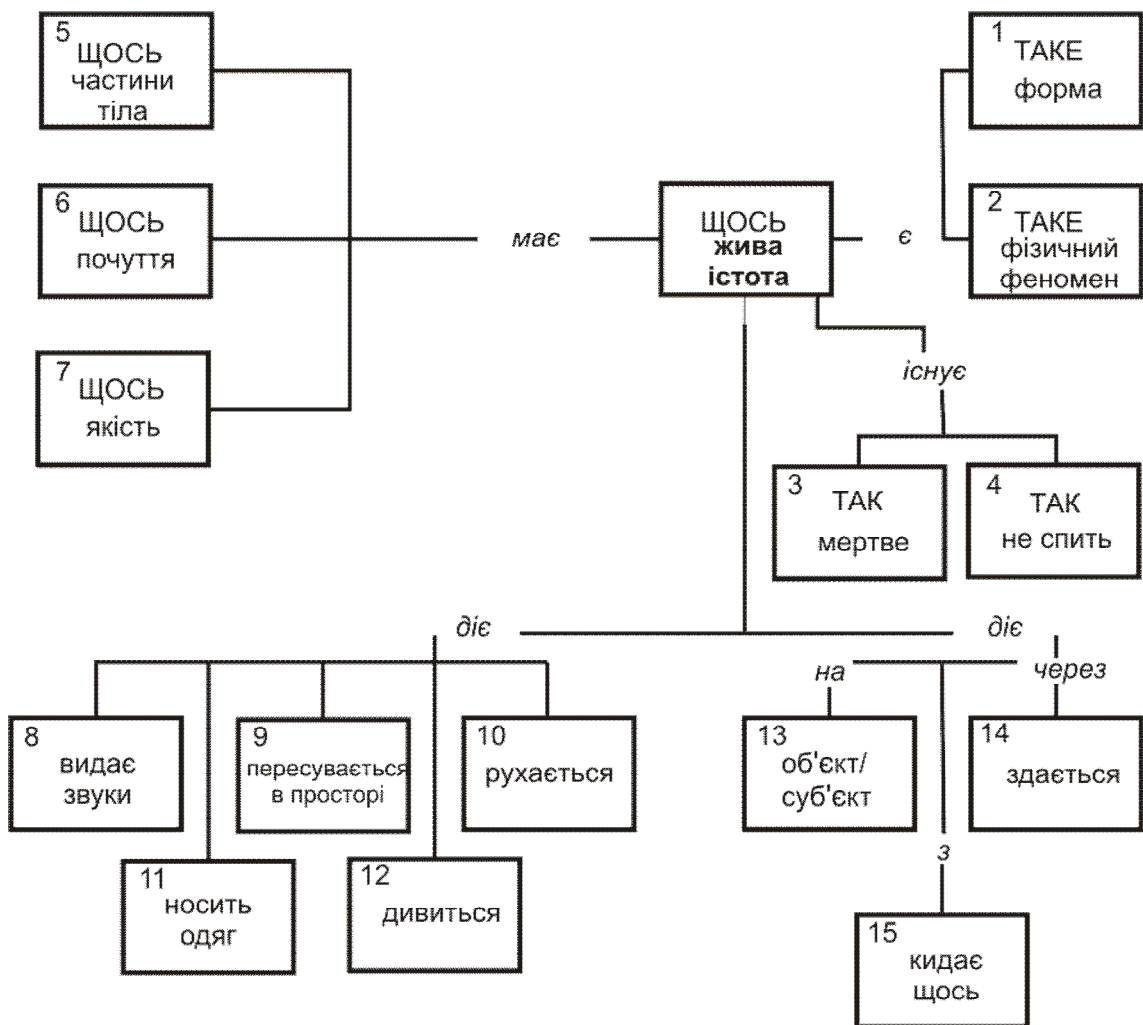 5
ЩОСЬ
частини
тіла
1
ТАКЕ
форма
6
ЩОСЬ
почуття
має
ЩОСЬ
жива
істота
є
2
ТАКЕ
фізичний
феномен
7
ЩОСЬ
якість
існує
3
ТАК
мертве
4
ТАК
не спить
діє
діє
на
через
8
видає
звуки
9
пересувається
в просторі
10
рухається
13
об'єкт/
суб'єкт
14
здається
11
носить
одяг
12
дивиться
з
15
кидає
щось